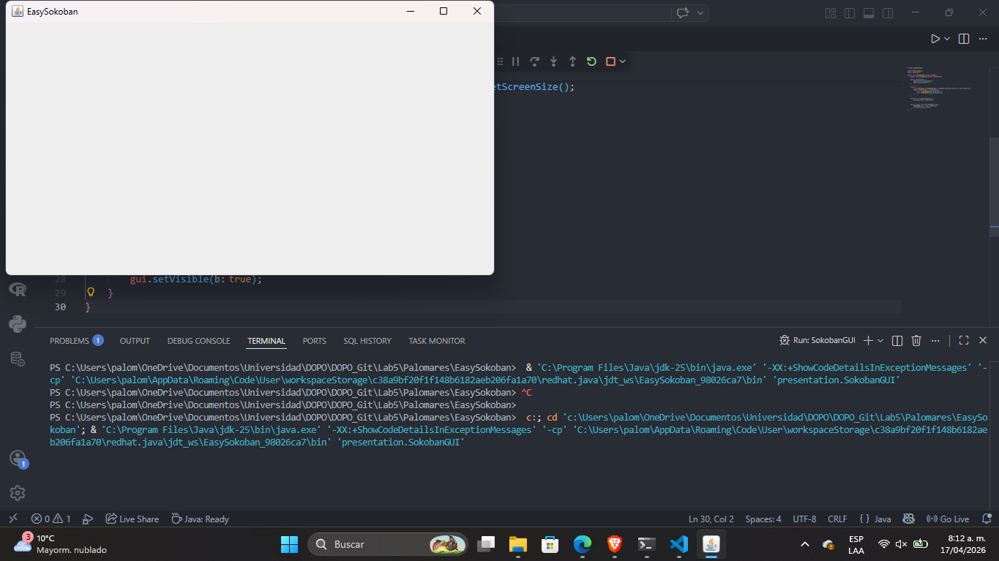 EasySokoban
etScreenSize();
28 gui.setVisible(b: true);
29 }
30 }
PROBLEMS 1 OUTPUT DEBUG CONSOLE TERMINAL PORTS SQL HISTORY TASK MONITOR Run: SokobanGUI
PS C:\Users\palom\OneDrive\Documentos\Universidad\DOPO\DOPO_Git\Lab5\Palomares\EasySokoban>  & 'C:\Program Files\Java\jdk-25\bin\java.exe' '-XX:+ShowCodeDetailsInExceptionMessages' '-
cp' 'C:\Users\palom\AppData\Roaming\Code\User\workspaceStorage\c38a9bf20f1f148b6182aeb206fa1a70\redhat.java\jdt_ws\EasySokoban_98026ca7\bin' 'presentation.SokobanGUI'
PS C:\Users\palom\OneDrive\Documentos\Universidad\DOPO\DOPO_Git\Lab5\Palomares\EasySokoban> ^C
PS C:\Users\palom\OneDrive\Documentos\Universidad\DOPO\DOPO_Git\Lab5\Palomares\EasySokoban>
PS C:\Users\palom\OneDrive\Documentos\Universidad\DOPO\DOPO_Git\Lab5\Palomares\EasySokoban>  c:; cd 'c:\Users\palom\OneDrive\Documentos\Universidad\DOPO\DOPO_Git\Lab5\Palomares\EasySo
koban'; & 'C:\Program Files\Java\jdk-25\bin\java.exe' '-XX:+ShowCodeDetailsInExceptionMessages' '-cp' 'C:\Users\palom\AppData\Roaming\Code\User\workspaceStorage\c38a9bf20f1f148b6182ae
b206fa1a70\redhat.java\jdt_ws\EasySokoban_98026ca7\bin' 'presentation.SokobanGUI'
1
0 1 Live Share Java: Ready Ln 30, Col 2 Spaces: 4 UTF-8 CRLF { } Java Go Live
3 10°C
Mayorm. nublado
Buscar
ESP
LAA
8:12 a. m.
17/04/2026